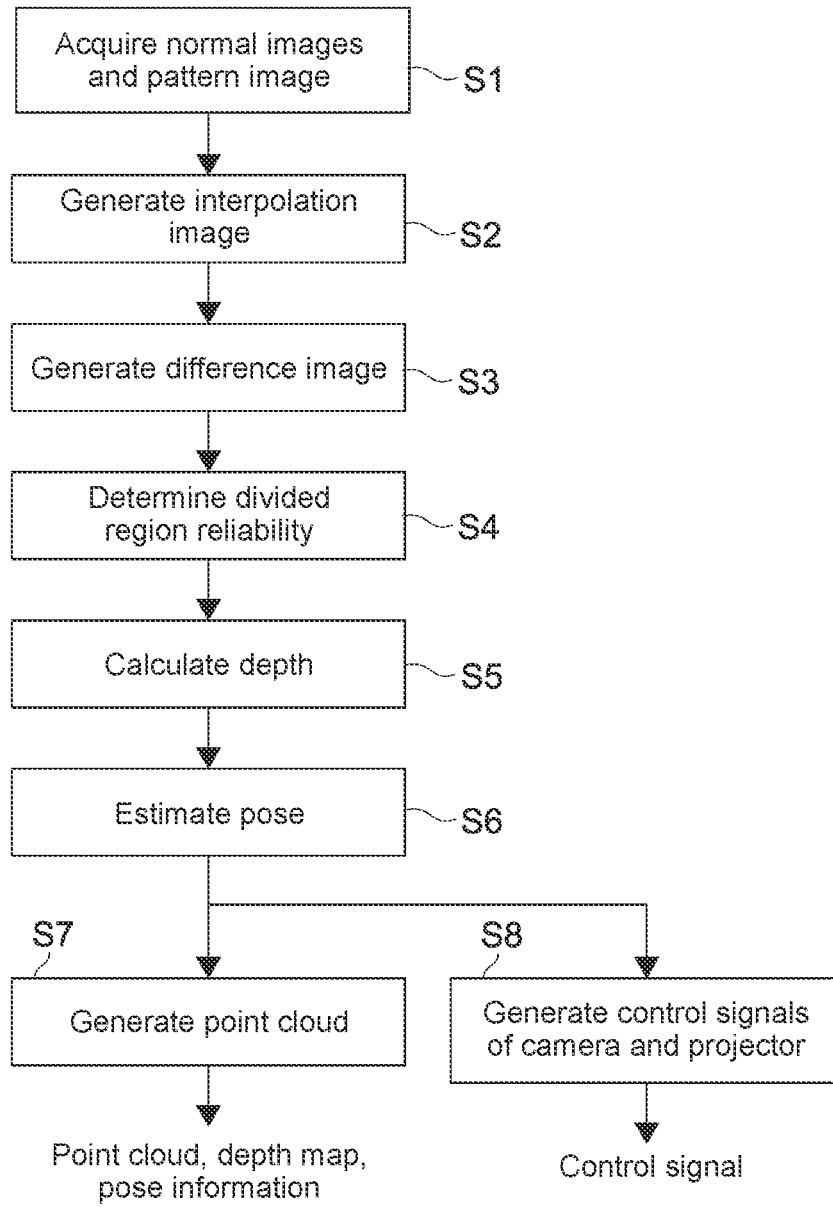 Acquire normal images
and pattern image
S1
Generate interpolation
image
S2
Generate difference image
S3
Determine divided
region reliability
S4
Calculate depth
S5
Estimate pose
S6
S7
Generate point cloud
S8
Generate control signals
of camera and projector
Point cloud, depth map,
pose information
Control signal